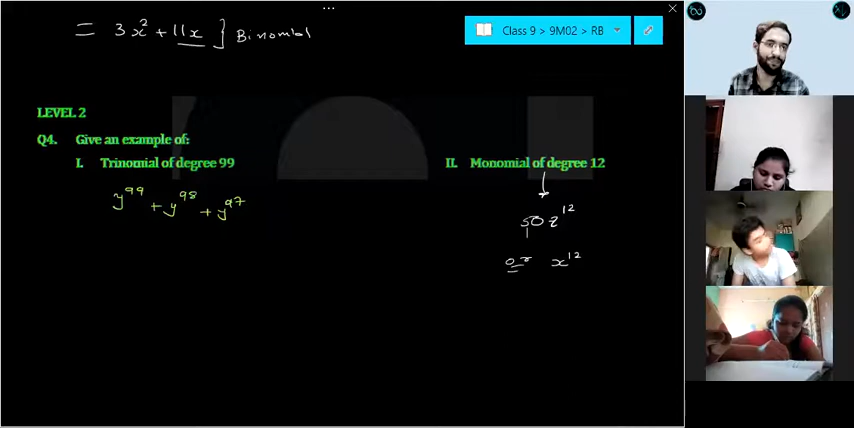 = 3x² + 11x } Binomial
Class 9 > 9M02 > RB
LEVEL 2
Q4. Give an example of:
I. Trinomial of degree 99
y⁹⁹ + y⁹⁸ + y⁹⁷
II. Monomial of degree 12
50z¹²
or x¹²